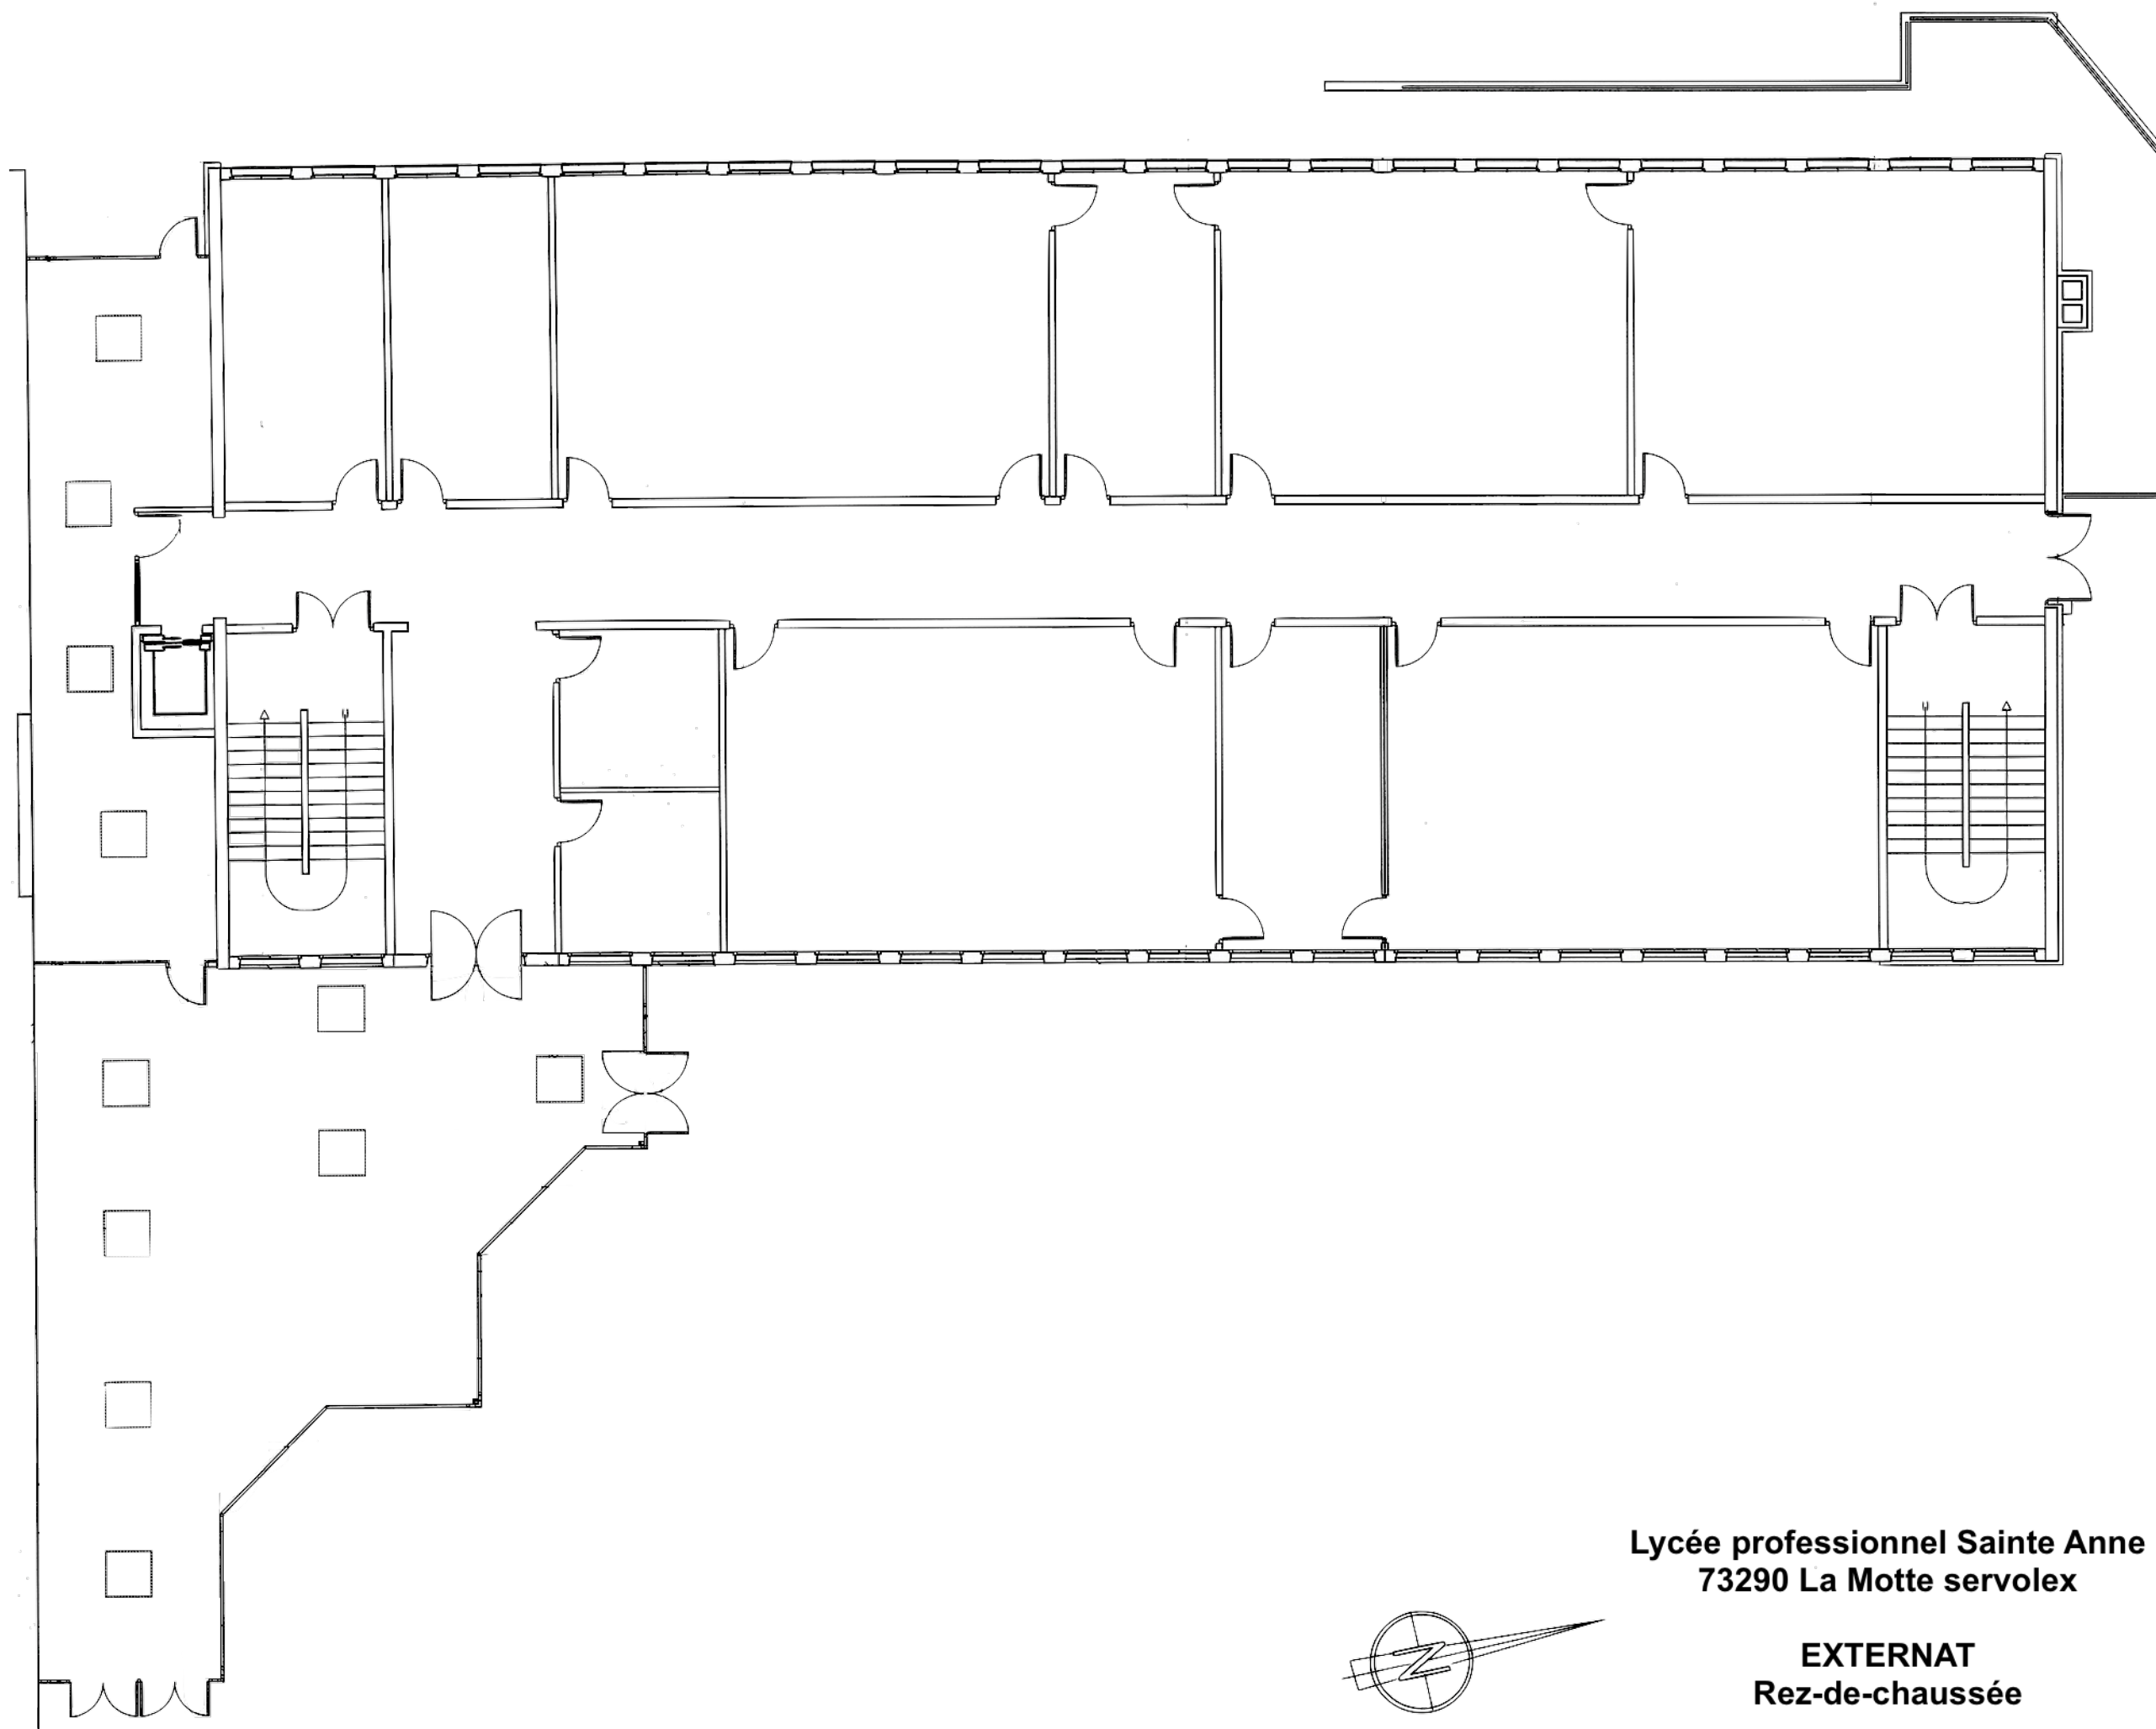 Lycée professionnel Sainte Anne
73290 La Motte servolex
N
EXTERNAT
Rez-de-chaussée